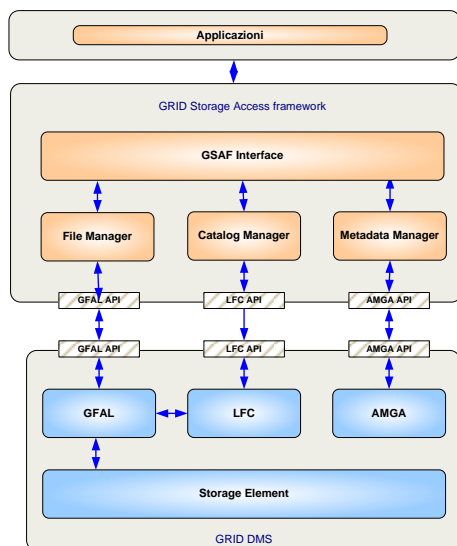 Applicazioni
GRID Storage Access framework
GSAF Interface
File Manager
Catalog Manager
Metadata Manager
GFAL API
LFC API
AMGA API
GFAL API
LFC API
AMGA API
GFAL
LFC
AMGA
Storage Element
GRID DMS